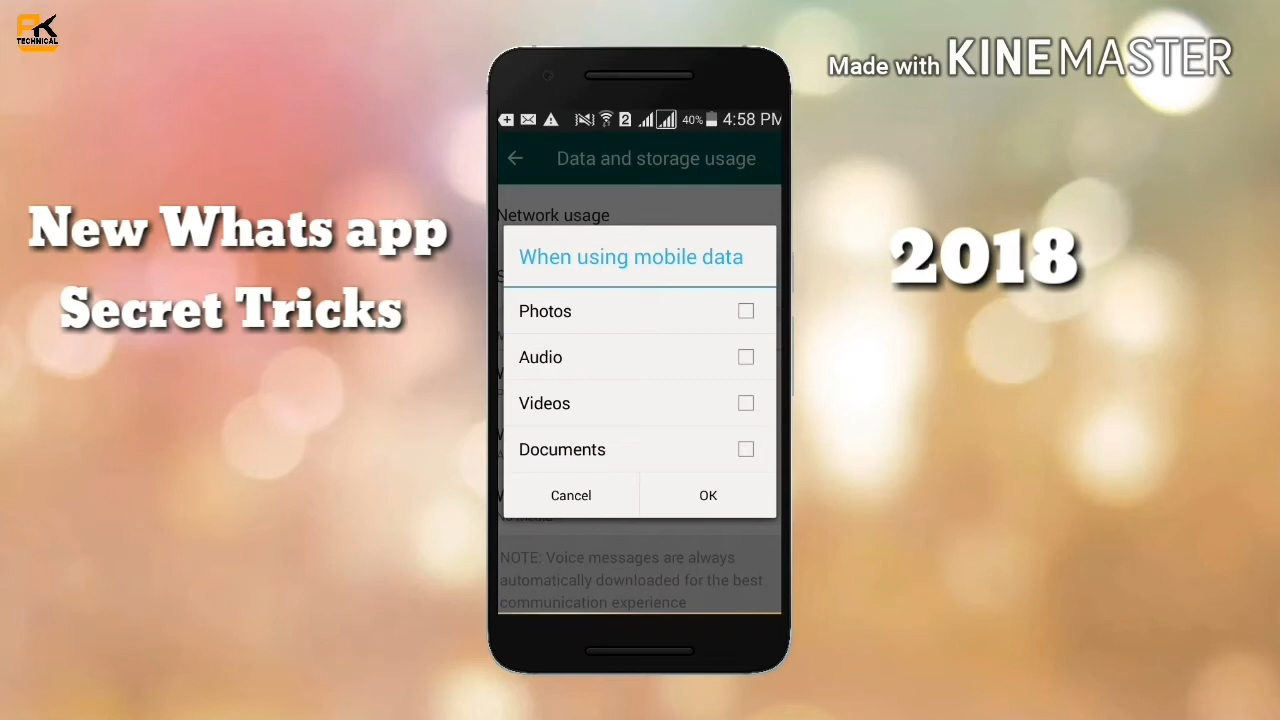 RK
TECHNICAL
Made with KINEMASTER
New Whats app
Secret Tricks
2018
2
40%
4:58 PM
Data and storage usage
Network usage
When using mobile data
Photos
Audio
Videos
Documents
Cancel
OK
NOTE: Voice messages are always
automatically downloaded for the best
communication experience